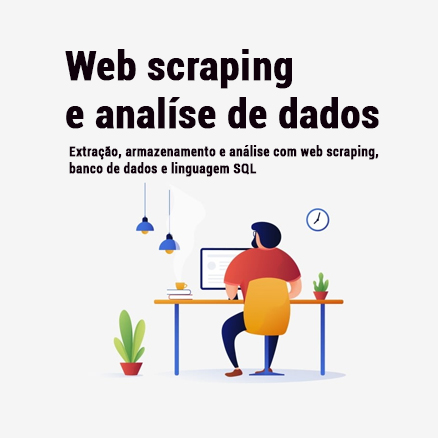 Web scraping
e analíse de dados
Extração, armazenamento e análise com web scraping,
banco de dados e linguagem SQL